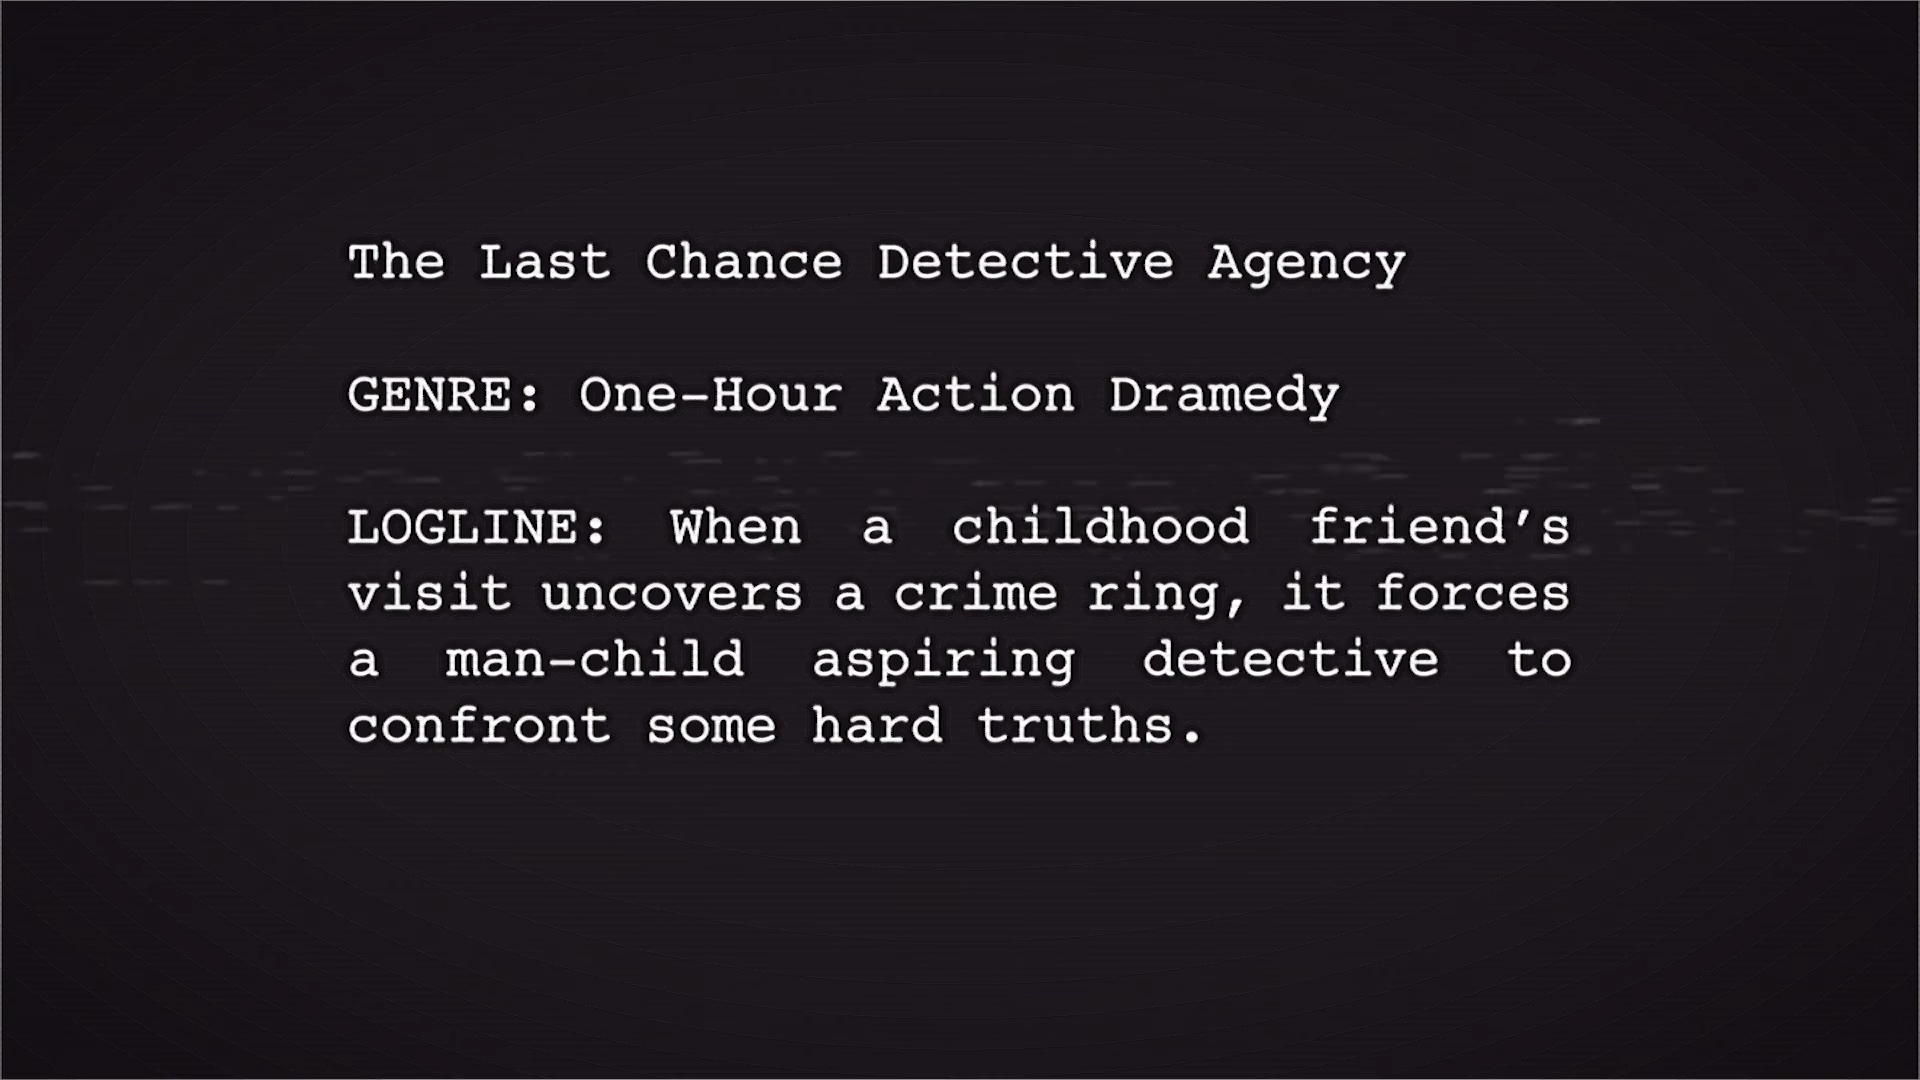 The Last Chance Detective Agency
GENRE: One-Hour Action Dramedy
LOGLINE: When a childhood friend’s
visit uncovers a crime ring, it forces
a man-child aspiring detective to
confront some hard truths.